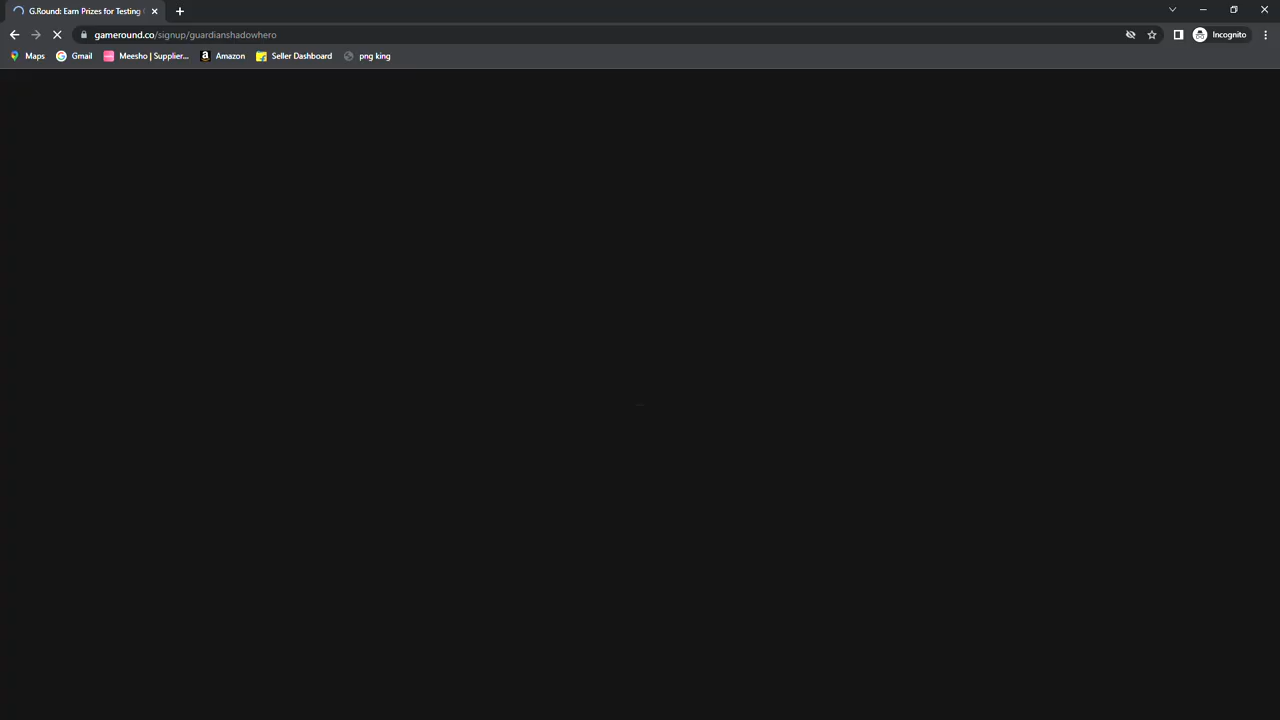 G.Round: Earn Prizes for Testing
gameround.co/signup/guardianshadowhero
Incognito
Maps
Gmail
Meesho | Supplier...
Amazon
Seller Dashboard
png king